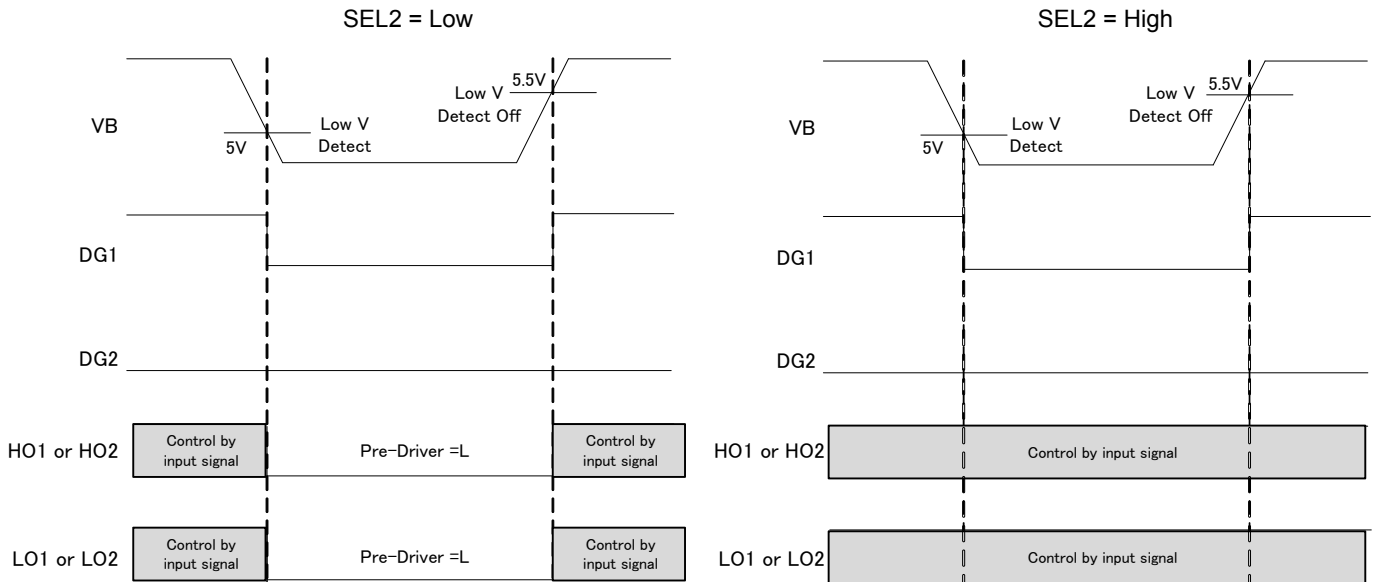 SEL2 = Low
VB
5V
Low V
Detect
Low V
Detect Off
5.5V
DG1
DG2
HO1 or HO2
Control by
input signal
Pre-Driver =L
Control by
input signal
LO1 or LO2
Control by
input signal
Pre-Driver =L
Control by
input signal
SEL2 = High
VB
5V
Low V
Detect
Low V
Detect Off
5.5V
DG1
DG2
HO1 or HO2
Control by input signal
LO1 or LO2
Control by input signal